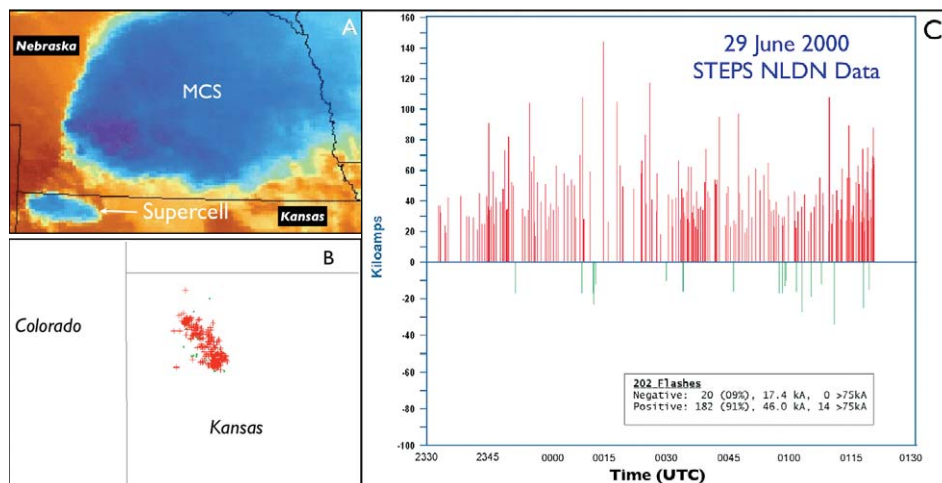 A
Nebraska
MCS
Supercell
Kansas
B
Colorado
Kansas
C
29 June 2000
STEPS NLDN Data
Kiloamps
160
140
120
100
80
60
40
20
0
-20
-40
-60
-80
-100
202 Flashes
Negative: 20 (09%), 17.4 kA, 0 >75kA
Positive: 182 (91%), 46.0 kA, 14 >75kA
2330 2345 0000 0015 0030 0045 0100 0115 0130
Time (UTC)